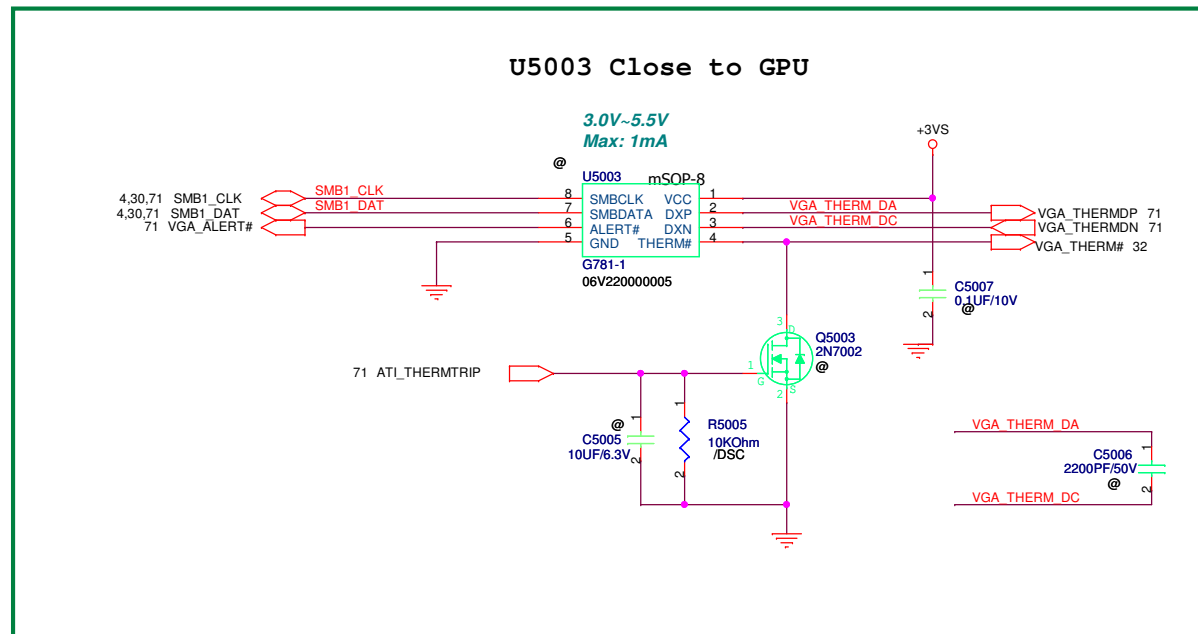 U5003 Close to GPU
3.0V~5.5V
Max: 1mA
+3VS
@
U5003
mSOP-8
4,30,71 SMB1_CLK
SMB1_CLK
8
SMBCLK
VCC
1
4,30,71 SMB1_DAT
SMB1_DAT
7
SMBDATA
DXP
2
VGA_THERM_DA
VGA_THERMDP 71
71 VGA_ALERT#
6
ALERT#
DXN
3
VGA_THERM_DC
VGA_THERMDN 71
5
GND
THERM#
4
VGA_THERM# 32
G781-1
06V220000005
1
C5007
0.1UF/10V
@
2
3
D
Q5003
2N7002
@
1
G
S
2
71 ATI_THERMTRIP
@
1
C5005
10UF/6.3V
2
1
R5005
10KOhm
/DSC
2
VGA_THERM_DA
1
C5006
2200PF/50V
@
2
VGA_THERM_DC